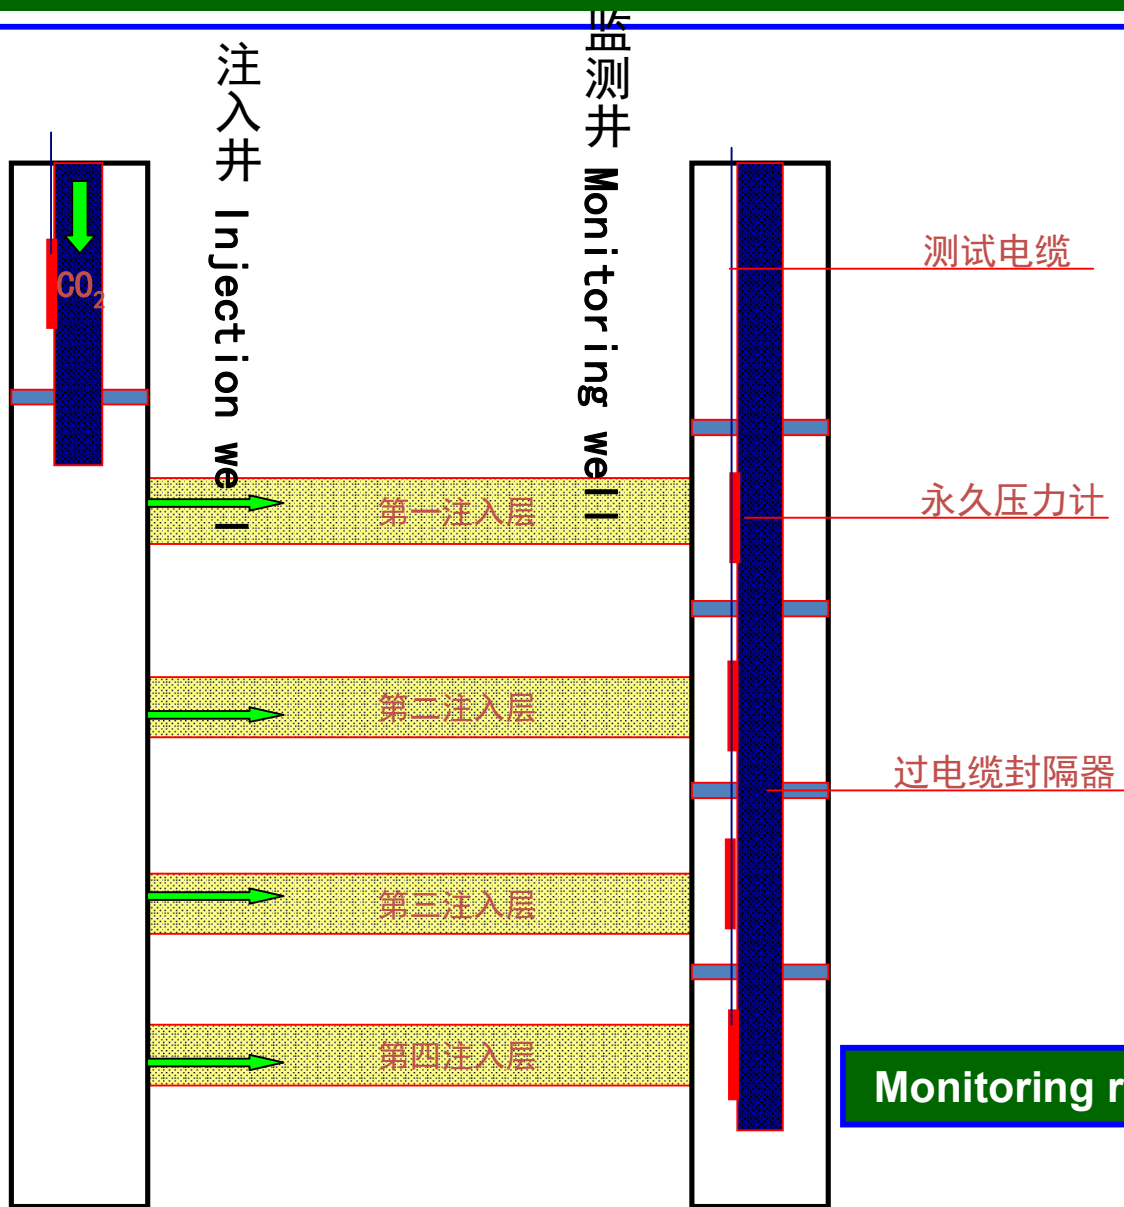 注入井 Injection well
监测井 Monitoring well
CO₂
测试电缆
第一注入层
永久压力计
第二注入层
过电缆封隔器
第三注入层
第四注入层
Monitoring r